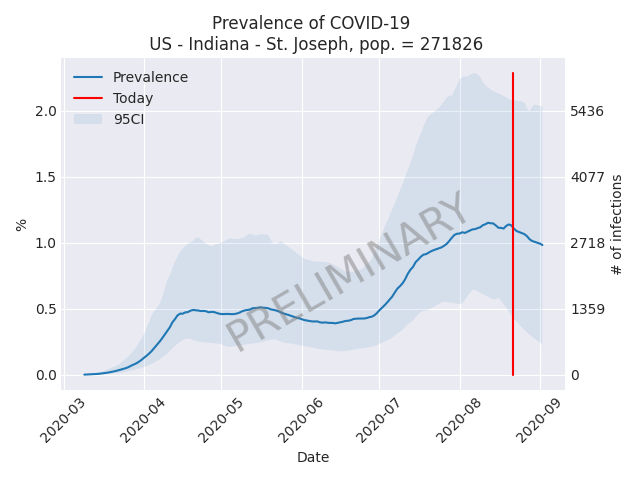 Prevalence of COVID-19
US - Indiana - St. Joseph, pop. = 271826
Prevalence
Today
95CI
2.0
1.5
1.0
0.5
0.0
%
5436
4077
2718
1359
0
# of infections
PRELIMINARY
2020-03
2020-04
2020-05
2020-06
2020-07
2020-08
2020-09
Date